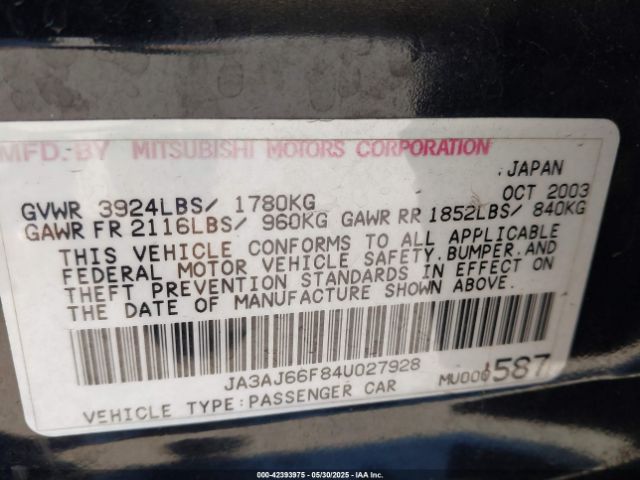 MFD. BY MITSUBISHI MOTORS CORPORATION
JAPAN
OCT 2003
GVWR 3924LBS/ 1780KG
GAWR FR 2116LBS/ 960KG GAWR RR 1852LBS/ 840KG
THIS VEHICLE CONFORMS TO ALL APPLICABLE
FEDERAL MOTOR VEHICLE SAFETY,BUMPER,AND
THEFT PREVENTION STANDARDS IN EFFECT ON
THE DATE OF MANUFACTURE SHOWN ABOVE.
JA3AJ66F84U027928
587
VEHICLE TYPE:PASSENGER CAR
000-42393975 — 05/30/2025 — IAA Inc.